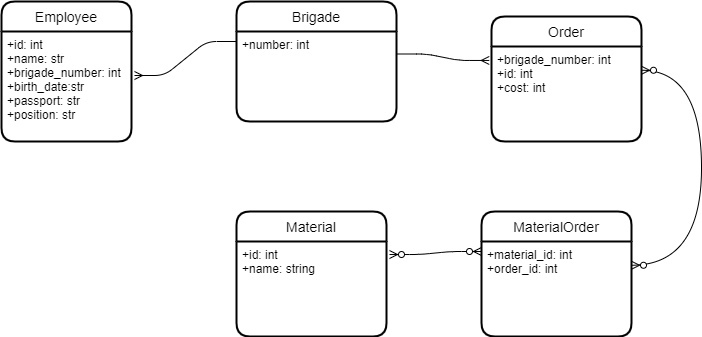 Employee
+id: int
+name: str
+brigade_number: int
+birth_date:str
+passport: str
+position: str
Brigade
+number: int
Order
+brigade_number: int
+id: int
+cost: int
Material
+id: int
+name: string
MaterialOrder
+material_id: int
+order_id: int